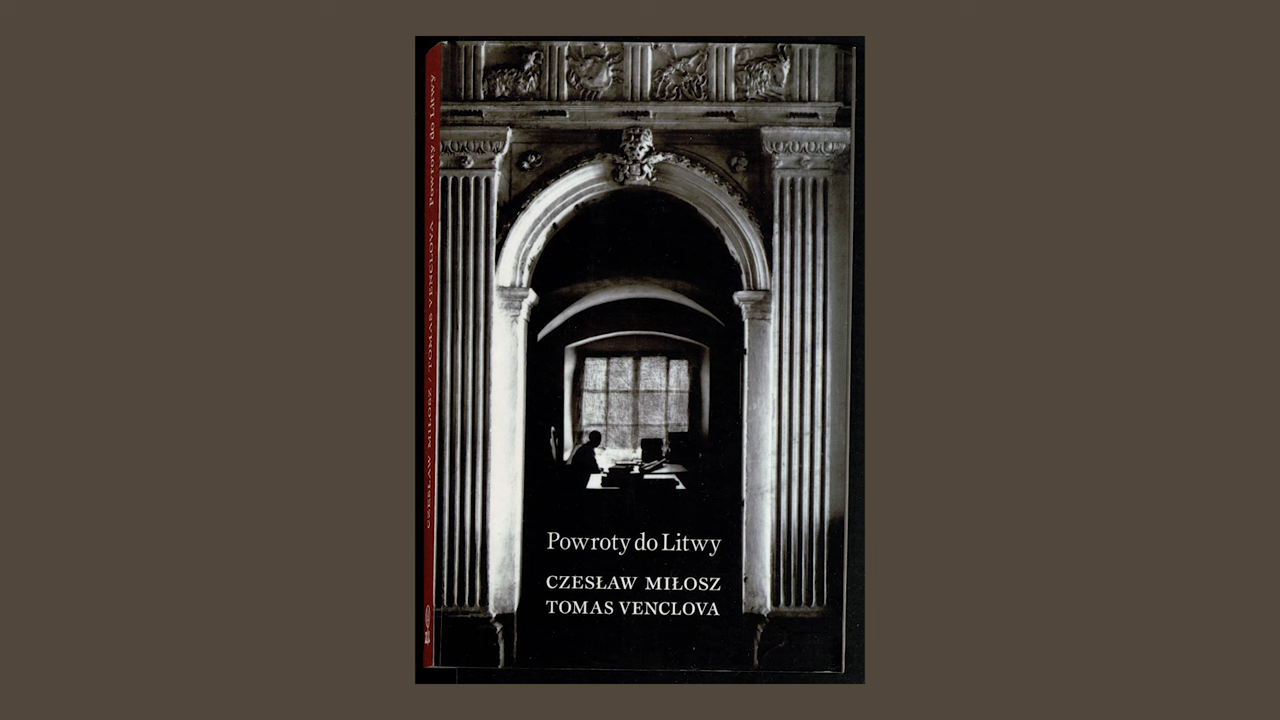 Powroty do Litwy
CZESŁAW MIŁOSZ
TOMAS VENCLOVA
CZESŁAW MIŁOSZ / TOMAS VENCLOVA Powroty do Litwy